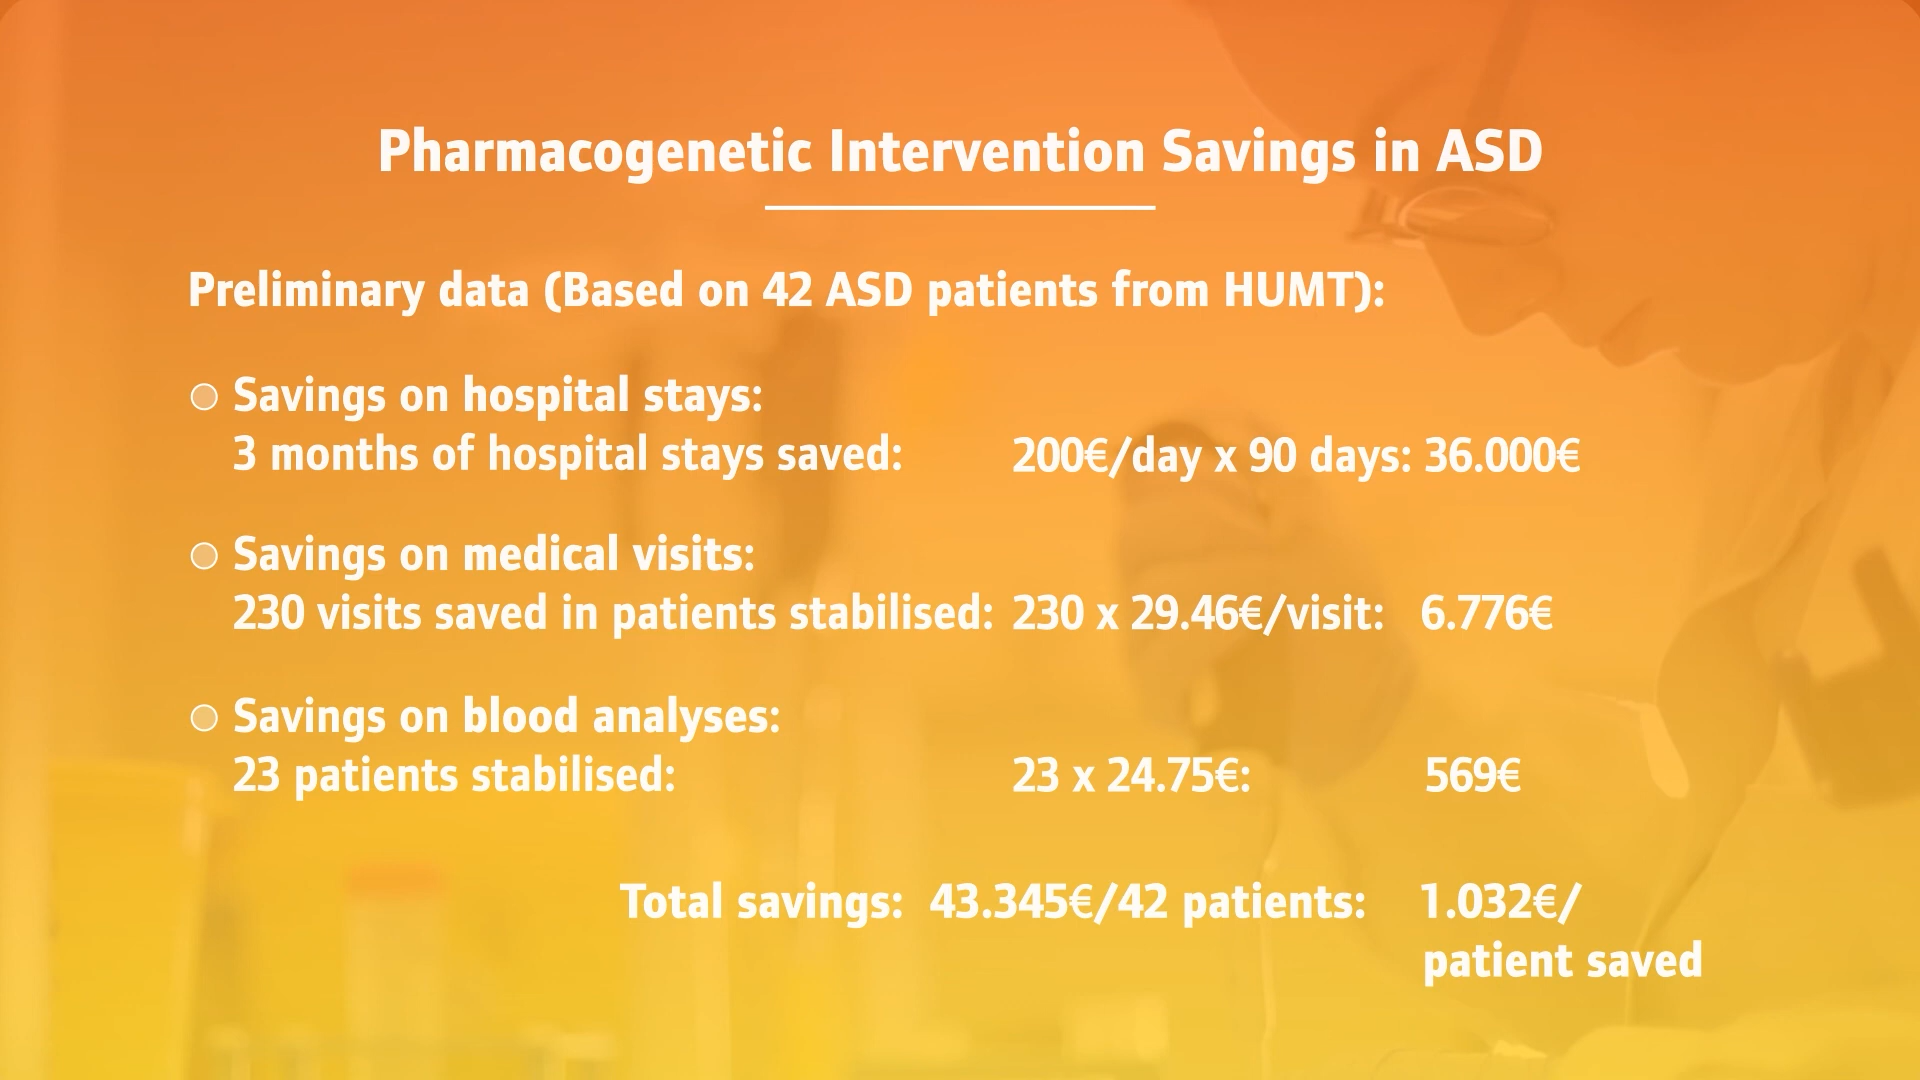 Pharmacogenetic Intervention Savings in ASD
Preliminary data (Based on 42 ASD patients from HUMT):
Savings on hospital stays:
3 months of hospital stays saved: 200€/day x 90 days: 36.000€
Savings on medical visits:
230 visits saved in patients stabilised: 230 x 29.46€/visit: 6.776€
Savings on blood analyses:
23 patients stabilised: 23 x 24.75€: 569€
Total savings: 43.345€/42 patients: 1.032€/
patient saved